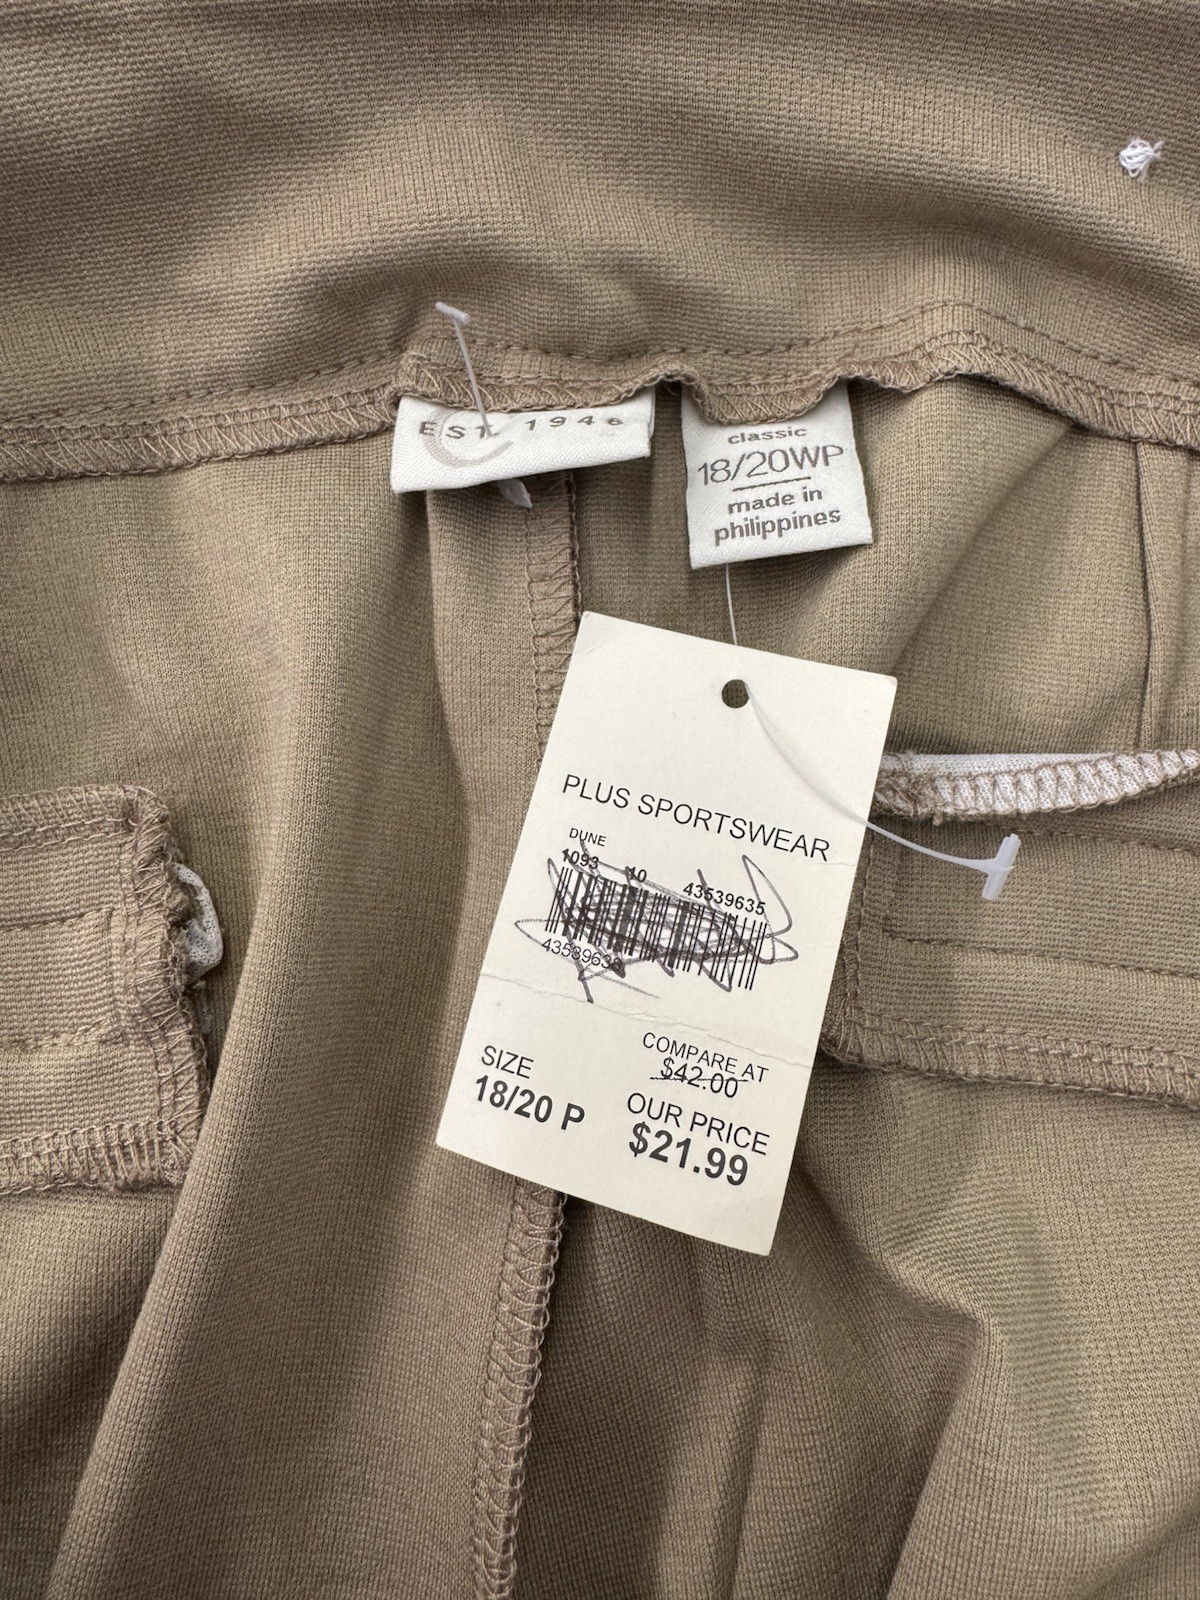 EST. 1946
classic
18/20WP
made in
philippines
PLUS SPORTSWEAR
DUNE
1093 10 43539635
43539635
COMPARE AT
$42.00
SIZE
18/20 P
OUR PRICE
$21.99